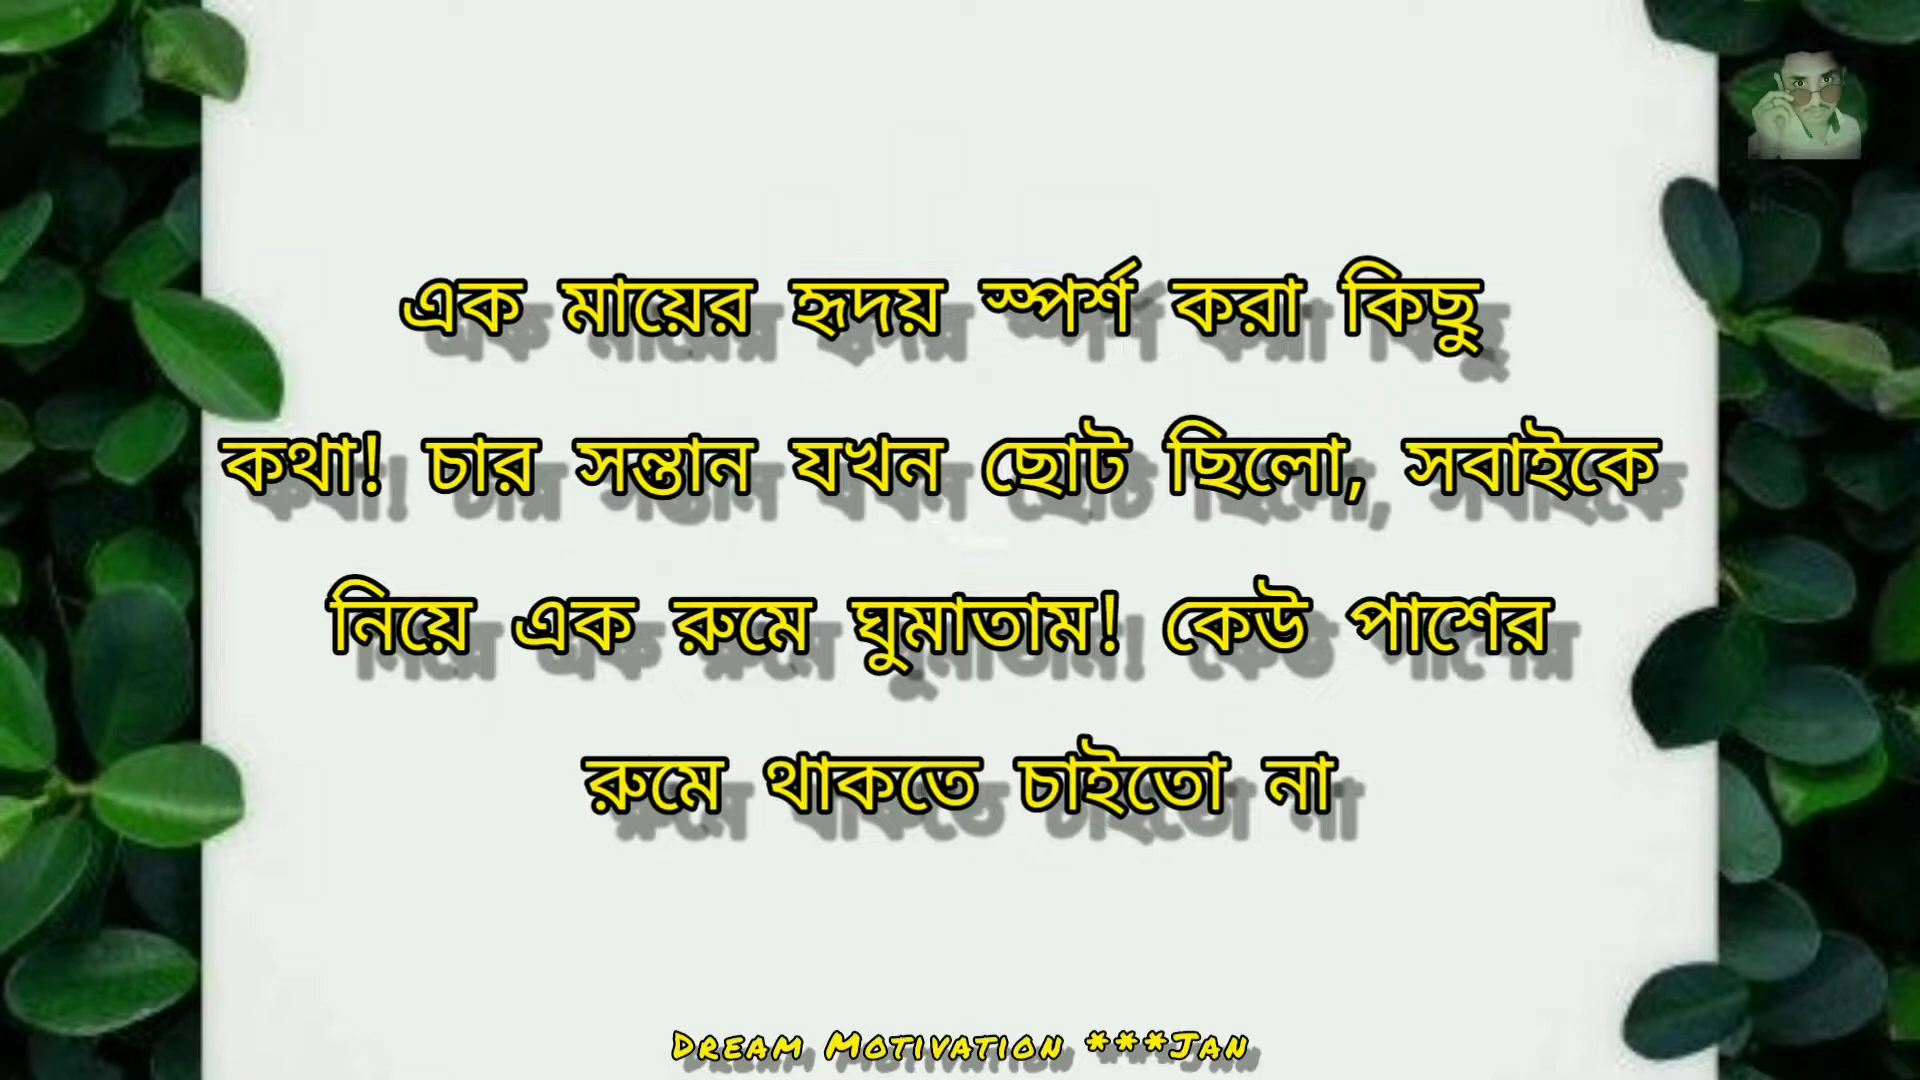 এক মায়ের হৃদয় স্পর্শ করা কিছু
কথা! চার সন্তান যখন ছোট ছিলো, সবাইকে
নিয়ে এক রুমে ঘুমাতাম! কেউ পাশের
রুমে থাকতে চাইতো না
Dream Motivation ***Jan